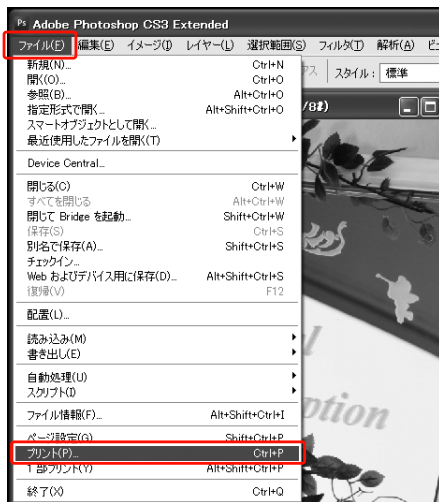 Ps Adobe Photoshop CS3 Extended
ファイル(F) 編集(E) イメージ(I) レイヤー(L) 選択範囲(S) フィルタ(T) 解析(A) ビ
新規(N)... Ctrl+N
開く(O)... Ctrl+O
参照(B)... Alt+Ctrl+O
指定形式で開く... Alt+Shift+Ctrl+O
スマートオブジェクトとして開く...
最近使用したファイルを開く(T)
Device Central...
閉じる(C) Ctrl+W
すべてを閉じる Alt+Ctrl+W
閉じて Bridge を起動... Shift+Ctrl+W
保存(S) Ctrl+S
別名で保存(A)... Shift+Ctrl+S
チェックイン...
Web およびデバイス用に保存(D)... Alt+Shift+Ctrl+S
復帰(V) F12
配置(L)...
読み込み(M)
書き出し(E)
自動処理(U)
スクリプト(I)
ファイル情報(F)... Alt+Shift+Ctrl+I
ページ設定(G)... Shift+Ctrl+P
プリント(P)... Ctrl+P
1 部プリント(Y) Alt+Shift+Ctrl+P
終了(X) Ctrl+Q
スタイル : 標準
ption